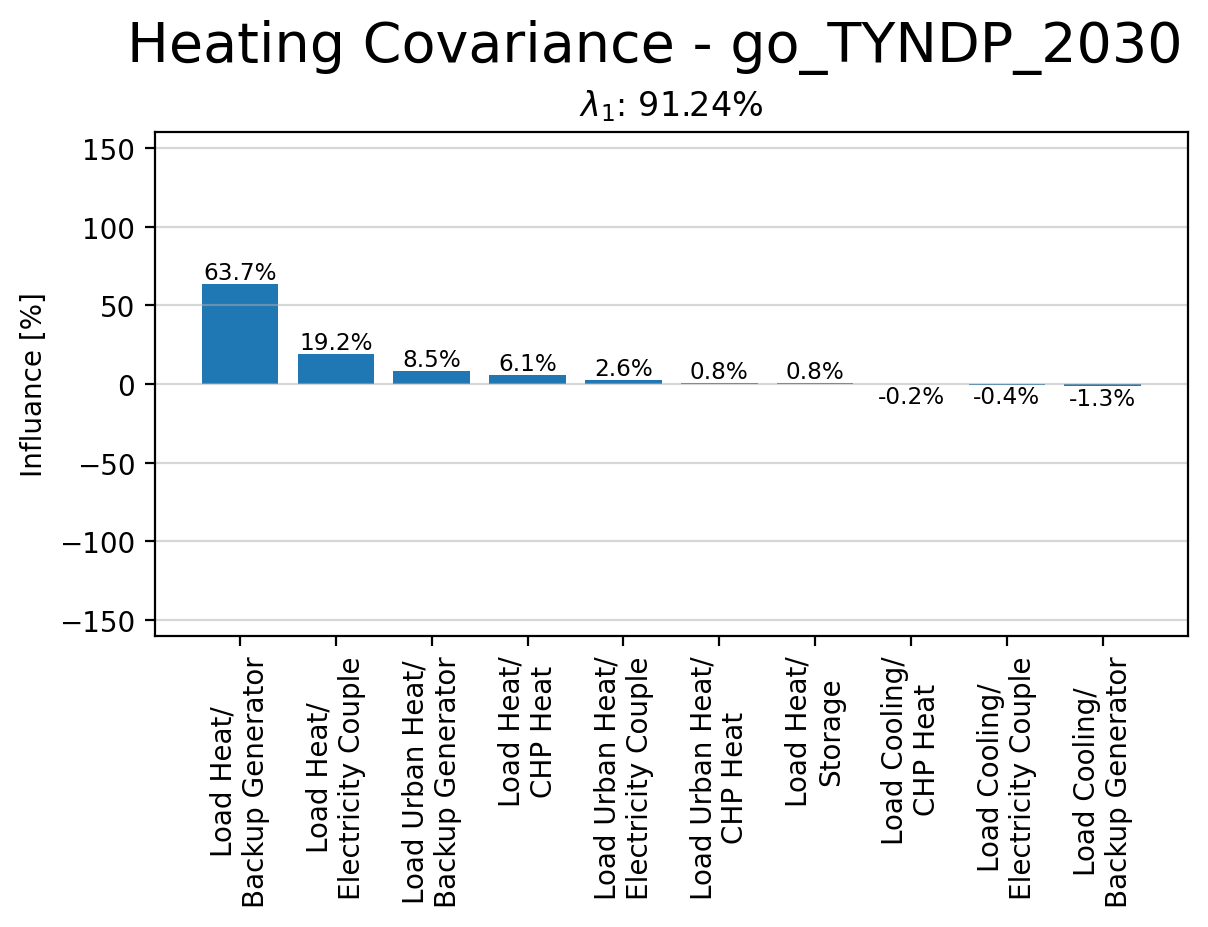 Heating Covariance - go_TYNDP_2030
λ1: 91.24%
Influance [%]
150
100
50
0
−50
−100
−150
63.7%
19.2%
8.5%
6.1%
2.6%
0.8%
0.8%
-0.2%
-0.4%
-1.3%
Load Heat/
Backup Generator
Load Heat/
Electricity Couple
Load Urban Heat/
Backup Generator
Load Heat/
CHP Heat
Load Urban Heat/
Electricity Couple
Load Urban Heat/
CHP Heat
Load Heat/
Storage
Load Cooling/
CHP Heat
Load Cooling/
Electricity Couple
Load Cooling/
Backup Generator